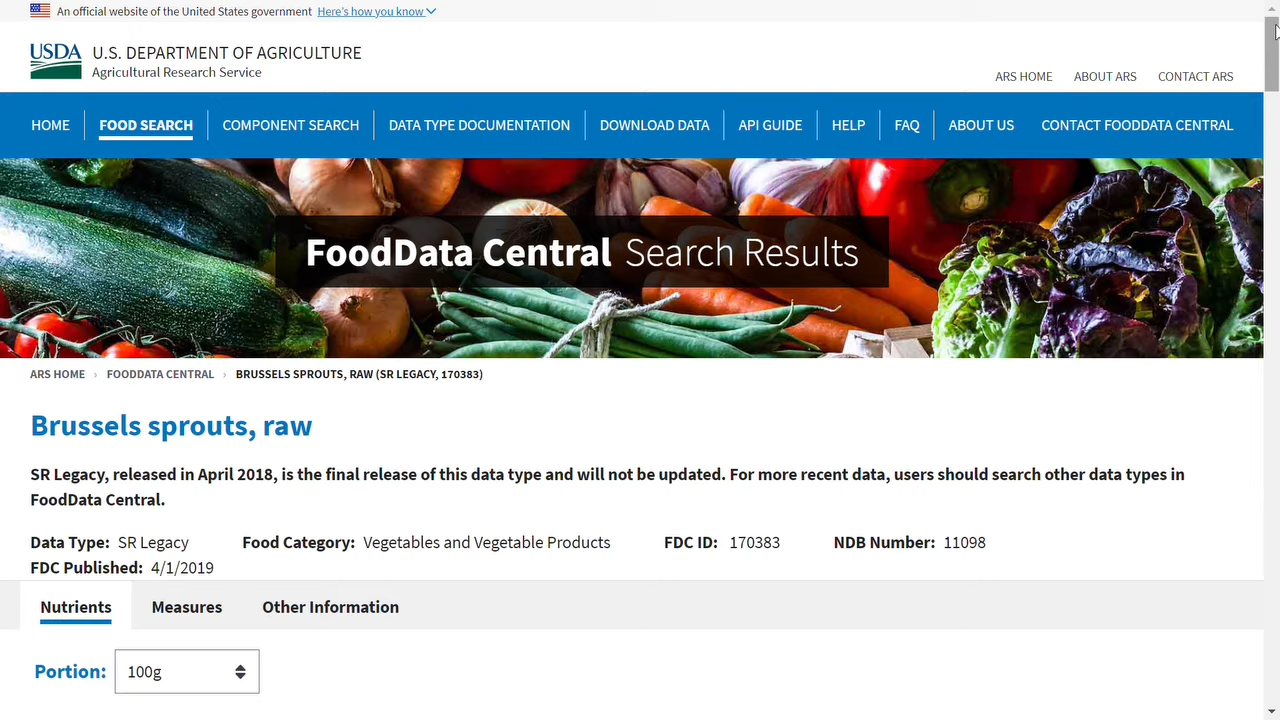 An official website of the United States government Here's how you know
USDA
U.S. DEPARTMENT OF AGRICULTURE
Agricultural Research Service
ARS HOME ABOUT ARS CONTACT ARS
HOME FOOD SEARCH COMPONENT SEARCH DATA TYPE DOCUMENTATION DOWNLOAD DATA API GUIDE HELP FAQ ABOUT US CONTACT FOODDATA CENTRAL
FoodData Central Search Results
ARS HOME › FOODDATA CENTRAL › BRUSSELS SPROUTS, RAW (SR LEGACY, 170383)
Brussels sprouts, raw
SR Legacy, released in April 2018, is the final release of this data type and will not be updated. For more recent data, users should search other data types in
FoodData Central.
Data Type: SR Legacy Food Category: Vegetables and Vegetable Products FDC ID: 170383 NDB Number: 11098
FDC Published: 4/1/2019
Nutrients Measures Other Information
Portion: 100g